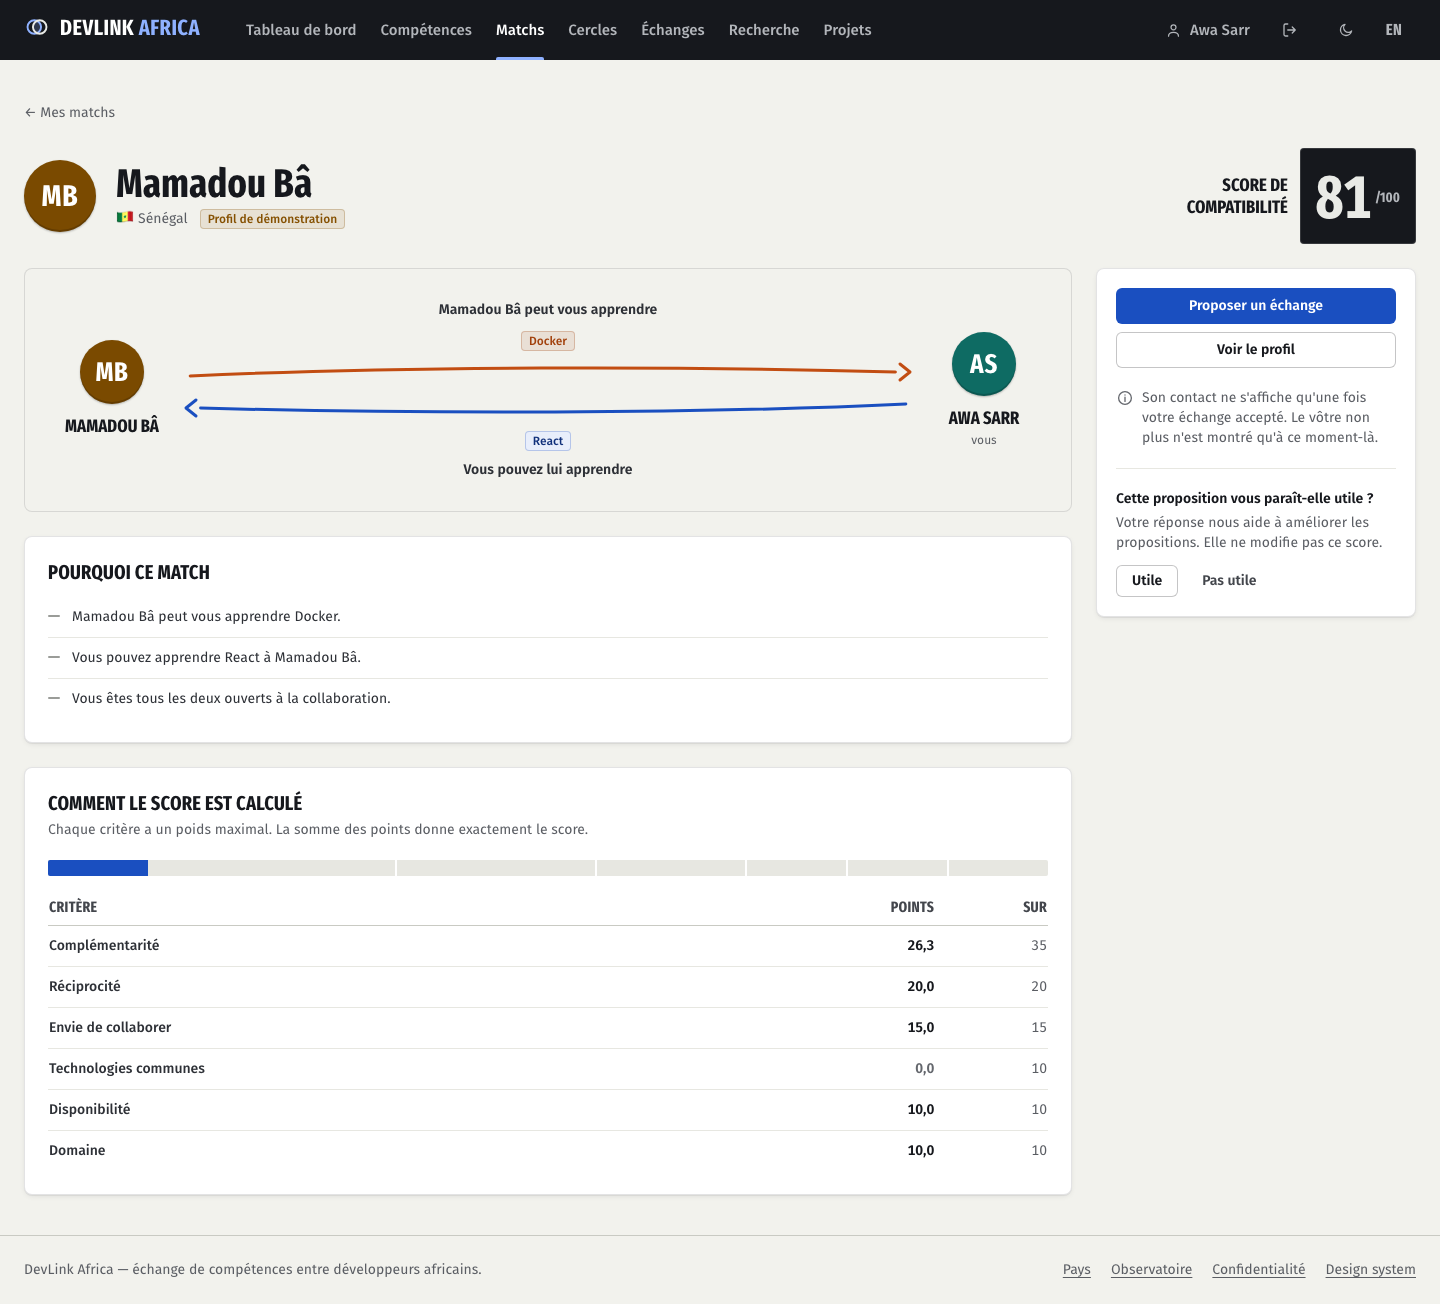 DEVLINK AFRICA
Tableau de bord
Compétences
Matchs
Cercles
Échanges
Recherche
Projets
Awa Sarr
EN
← Mes matchs
MB
Mamadou Bâ
Sénégal
Profil de démonstration
SCORE DE
COMPATIBILITÉ
81 /100
Mamadou Bâ peut vous apprendre
Docker
MB
MAMADOU BÂ
AS
AWA SARR
vous
React
Vous pouvez lui apprendre
Proposer un échange
Voir le profil
Son contact ne s'affiche qu'une fois
votre échange accepté. Le vôtre non
plus n'est montré qu'à ce moment-là.
Cette proposition vous paraît-elle utile ?
Votre réponse nous aide à améliorer les
propositions. Elle ne modifie pas ce score.
Utile
Pas utile
POURQUOI CE MATCH
— Mamadou Bâ peut vous apprendre Docker.
— Vous pouvez apprendre React à Mamadou Bâ.
— Vous êtes tous les deux ouverts à la collaboration.
COMMENT LE SCORE EST CALCULÉ
Chaque critère a un poids maximal. La somme des points donne exactement le score.
CRITÈRE POINTS SUR
Complémentarité 26,3 35
Réciprocité 20,0 20
Envie de collaborer 15,0 15
Technologies communes 0,0 10
Disponibilité 10,0 10
Domaine 10,0 10
DevLink Africa — échange de compétences entre développeurs africains.
Pays
Observatoire
Confidentialité
Design system